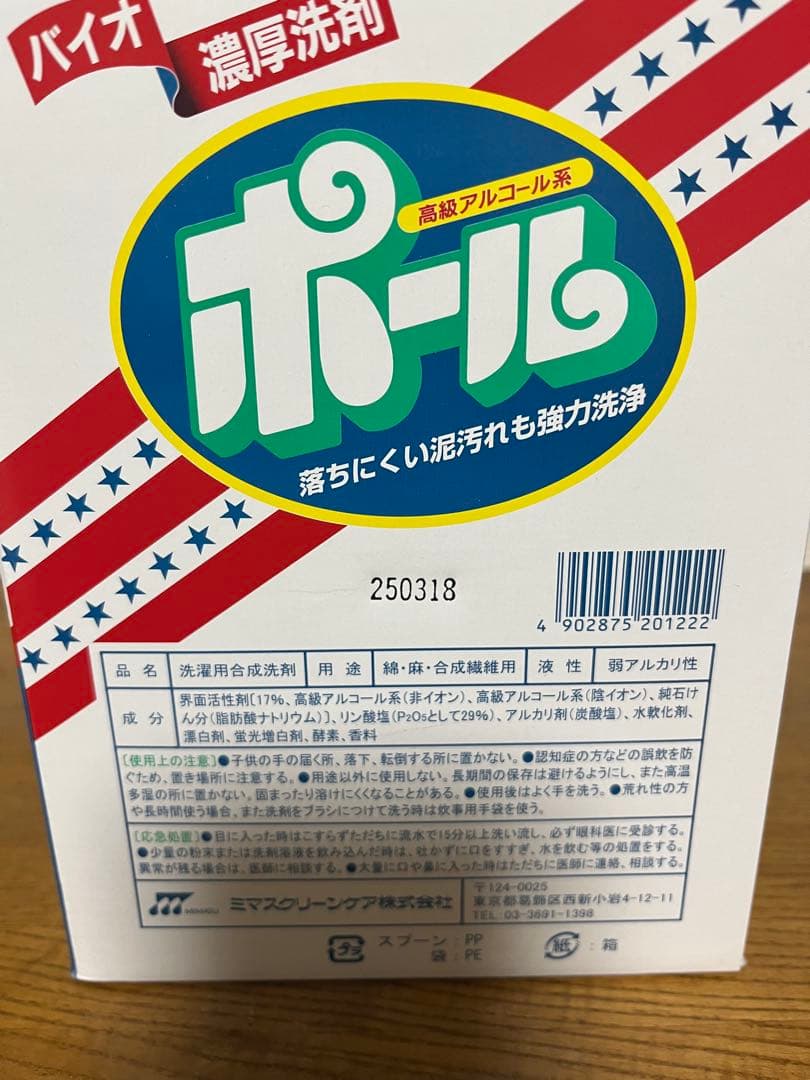 バイオ 濃厚洗剤
高級アルコール系
ポール
落ちにくい泥汚れも強力洗浄
250318
4 902875 201222
品名 洗濯用合成洗剤 用途 綿・麻・合成繊維用 液性 弱アルカリ性
成分 界面活性剤〔17%、高級アルコール系(非イオン)、高級アルコール系(陰イオン)、純石け
ん分(脂肪酸ナトリウム)〕、リン酸塩(P₂O₅として29%)、アルカリ剤(炭酸塩)、水軟化剤、
漂白剤、蛍光増白剤、酵素、香料
[使用上の注意]●子供の手の届く所、落下、転倒する所に置かない。●認知症の方などの誤飲を防
ぐため、置き場所に注意する。●用途以外に使用しない。長期間の保存は避けるようにし、また高温
多湿の所に置かない。固まったり溶けにくくなることがある。●使用後はよく手を洗う。●荒れ性の方
や長時間使う場合、また洗剤をブラシにつけて洗う時は炊事用手袋を使う。
[応急処置]●目に入った時はこすらずただちに流水で15分以上洗い流し、必ず眼科医に受診する。
●少量の粉末または洗剤溶液を飲み込んだ時は、吐かずに口をすすぎ、水を飲む等の処置をする。
異常が残る場合は、医師に相談する。●大量に口や鼻に入った時はただちに医師に連絡、相談する。
ミマスクリーンケア株式会社
〒124-0025
東京都葛飾区西新小岩4-12-11
TEL:03-3691-1398
プラ スプーン:PP
袋:PE
紙:箱